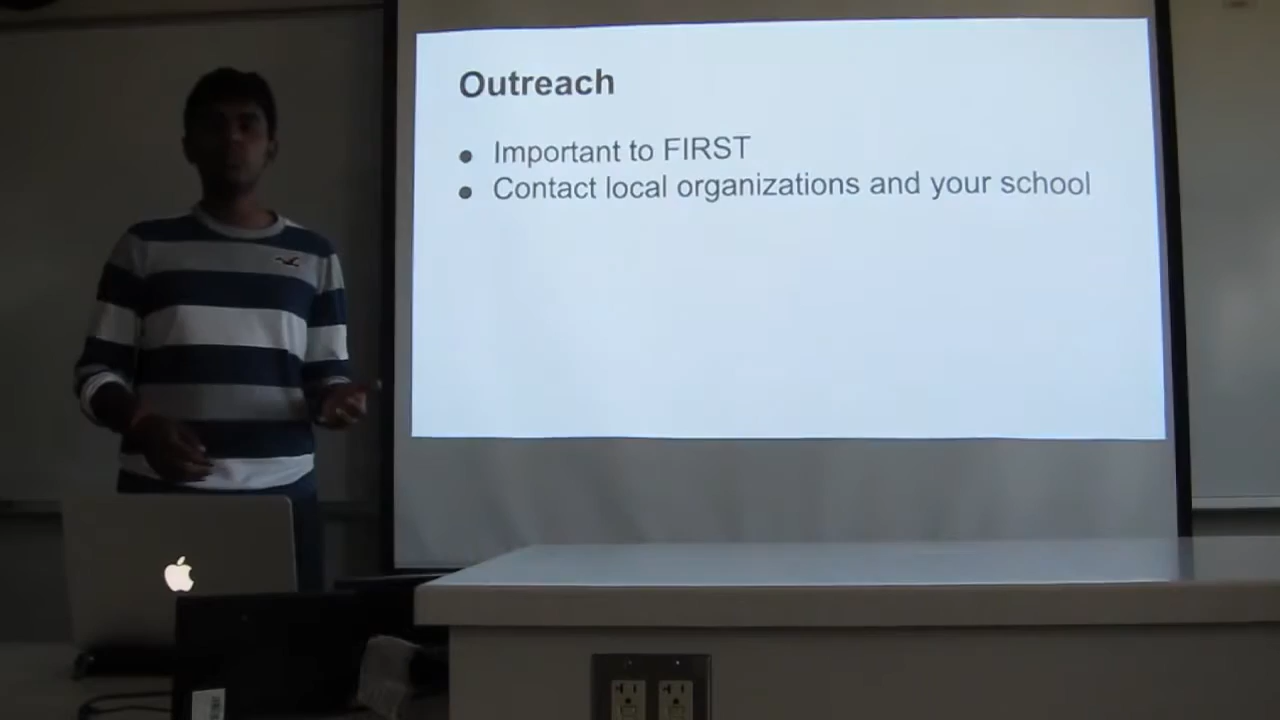 Outreach
● Important to FIRST
● Contact local organizations and your school